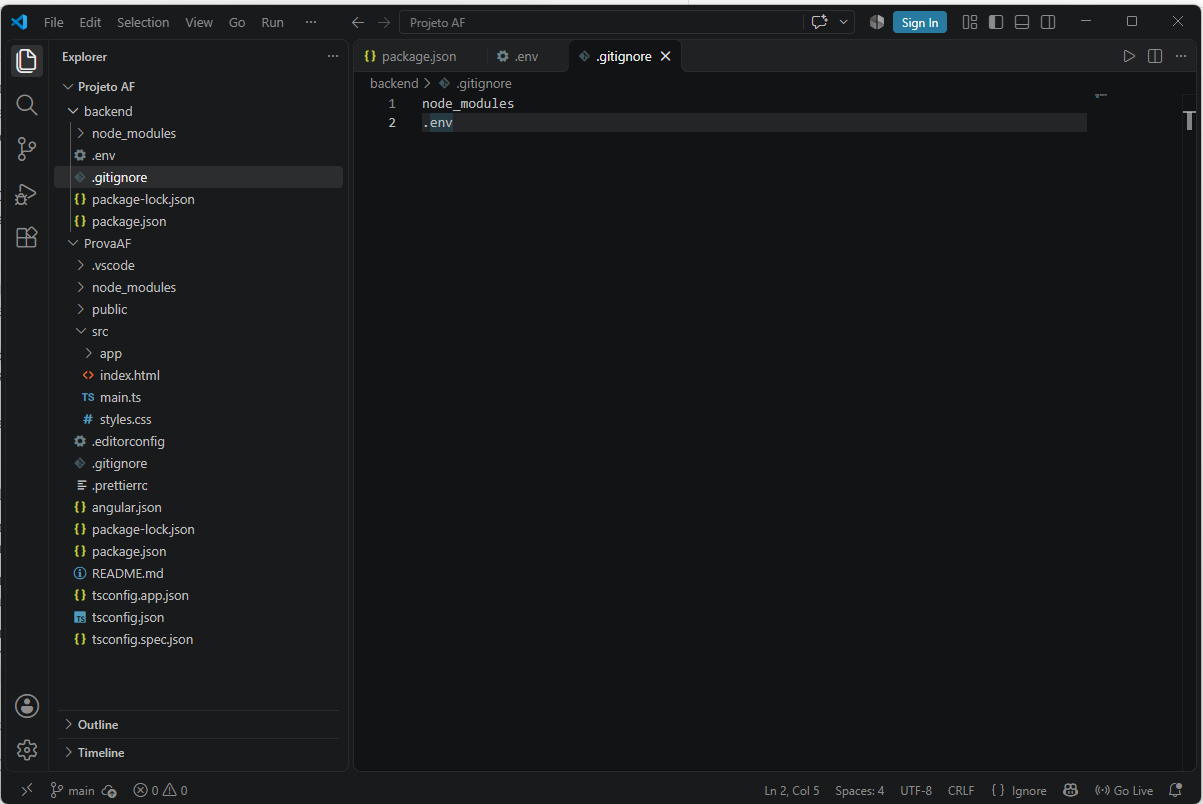 File Edit Selection View Go Run ··· Projeto AF Sign In
Explorer ···
Projeto AF
backend
node_modules
.env
.gitignore
package-lock.json
package.json
ProvaAF
.vscode
node_modules
public
src
app
index.html
TS main.ts
# styles.css
.editorconfig
.gitignore
.prettierrc
{} angular.json
{} package-lock.json
{} package.json
README.md
{} tsconfig.app.json
TS tsconfig.json
{} tsconfig.spec.json
Outline
Timeline
{} package.json .env .gitignore
backend > .gitignore
1 node_modules
2 .env
main 0 0 Ln 2, Col 5 Spaces: 4 UTF-8 CRLF {} Ignore Go Live